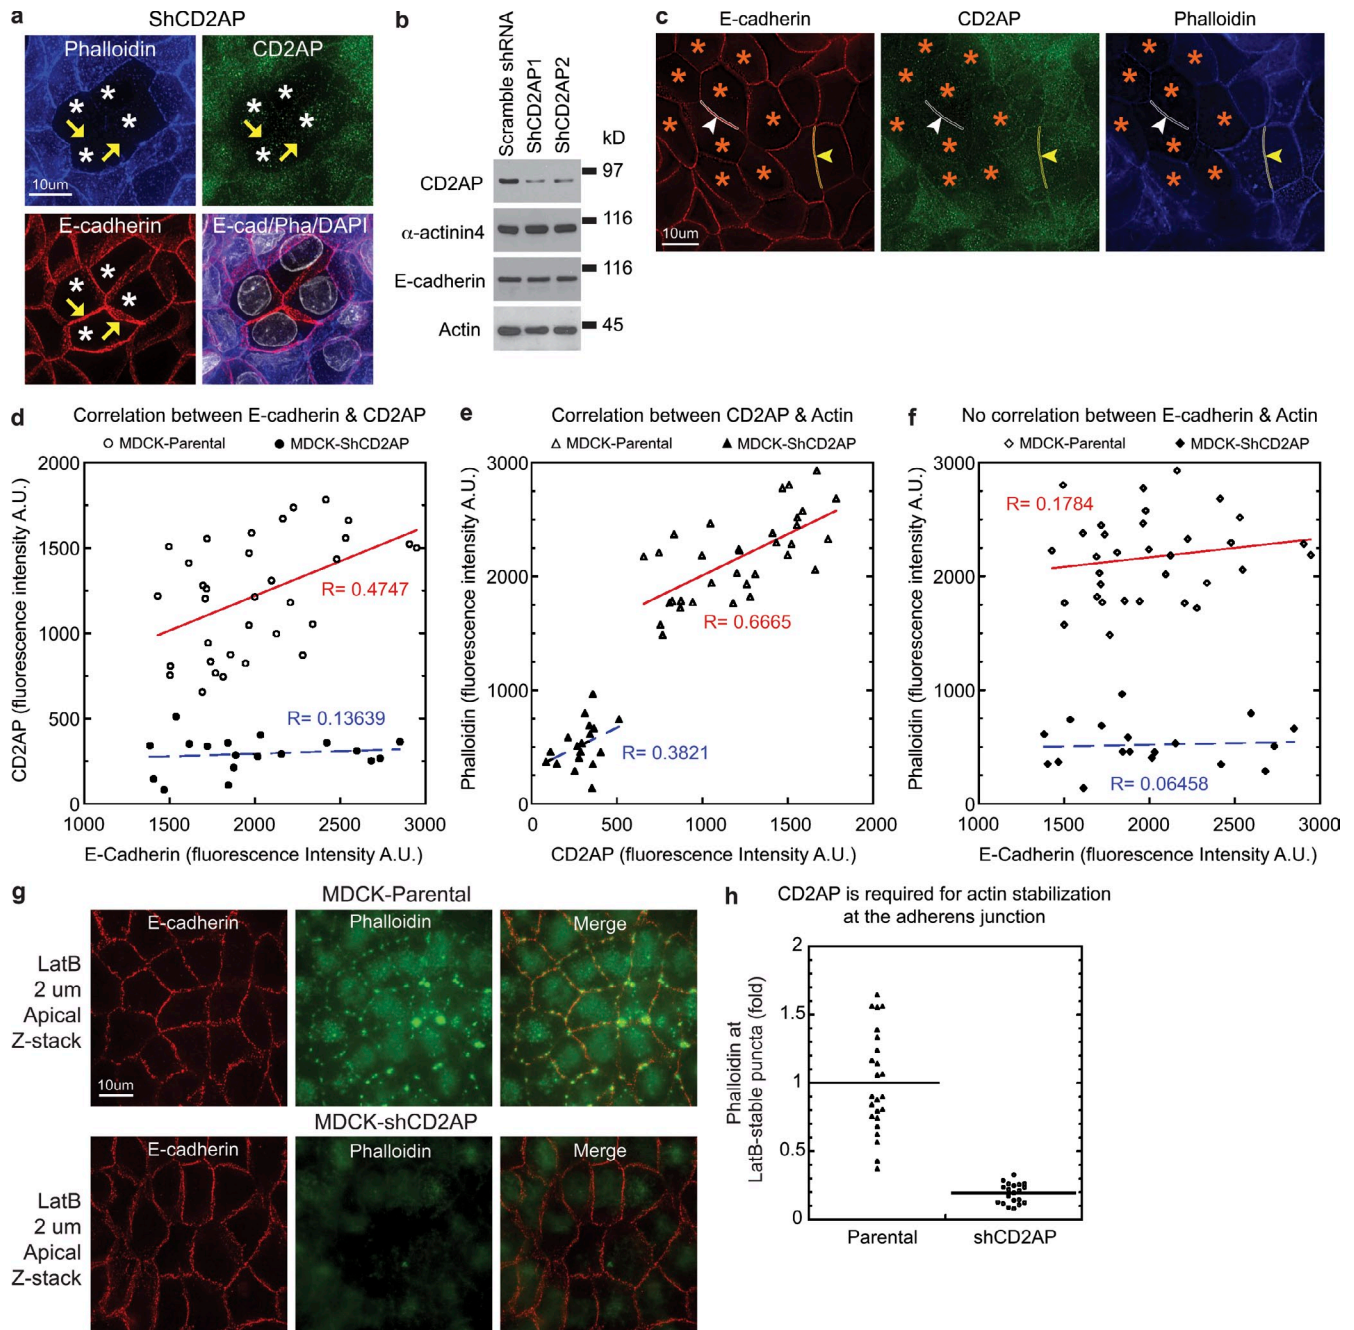 a
ShCD2AP
Phalloidin
CD2AP
10um
E-cadherin
E-cad/Pha/DAPI
b
Scramble shRNA
ShCD2AP1
ShCD2AP2
kD
CD2AP
97
α-actinin4
116
E-cadherin
116
Actin
45
c
E-cadherin
CD2AP
Phalloidin
10um
d
Correlation between E-cadherin & CD2AP
MDCK-Parental
MDCK-ShCD2AP
CD2AP (fluorescence intensity A.U.)
2000
1500
1000
500
0
R= 0.4747
R= 0.13639
1000 1500 2000 2500 3000
E-Cadherin (fluorescence Intensity A.U.)
e
Correlation between CD2AP & Actin
MDCK-Parental
MDCK-ShCD2AP
Phalloidin (fluorescence intensity A.U.)
3000
2000
1000
0
R= 0.6665
R= 0.3821
0 500 1000 1500 2000
CD2AP (fluorescence Intensity A.U.)
f
No correlation between E-cadherin & Actin
MDCK-Parental
MDCK-ShCD2AP
Phalloidin (fluorescence intensity A.U.)
3000
2000
1000
0
R= 0.1784
R= 0.06458
1000 1500 2000 2500 3000
E-Cadherin (fluorescence Intensity A.U.)
g
MDCK-Parental
E-cadherin
Phalloidin
Merge
LatB
2 um
Apical
Z-stack
10um
MDCK-shCD2AP
E-cadherin
Phalloidin
Merge
LatB
2 um
Apical
Z-stack
h
CD2AP is required for actin stabilization
at the adherens junction
Phalloidin at
LatB-stable puncta (fold)
2
1.5
1
0.5
0
Parental
shCD2AP